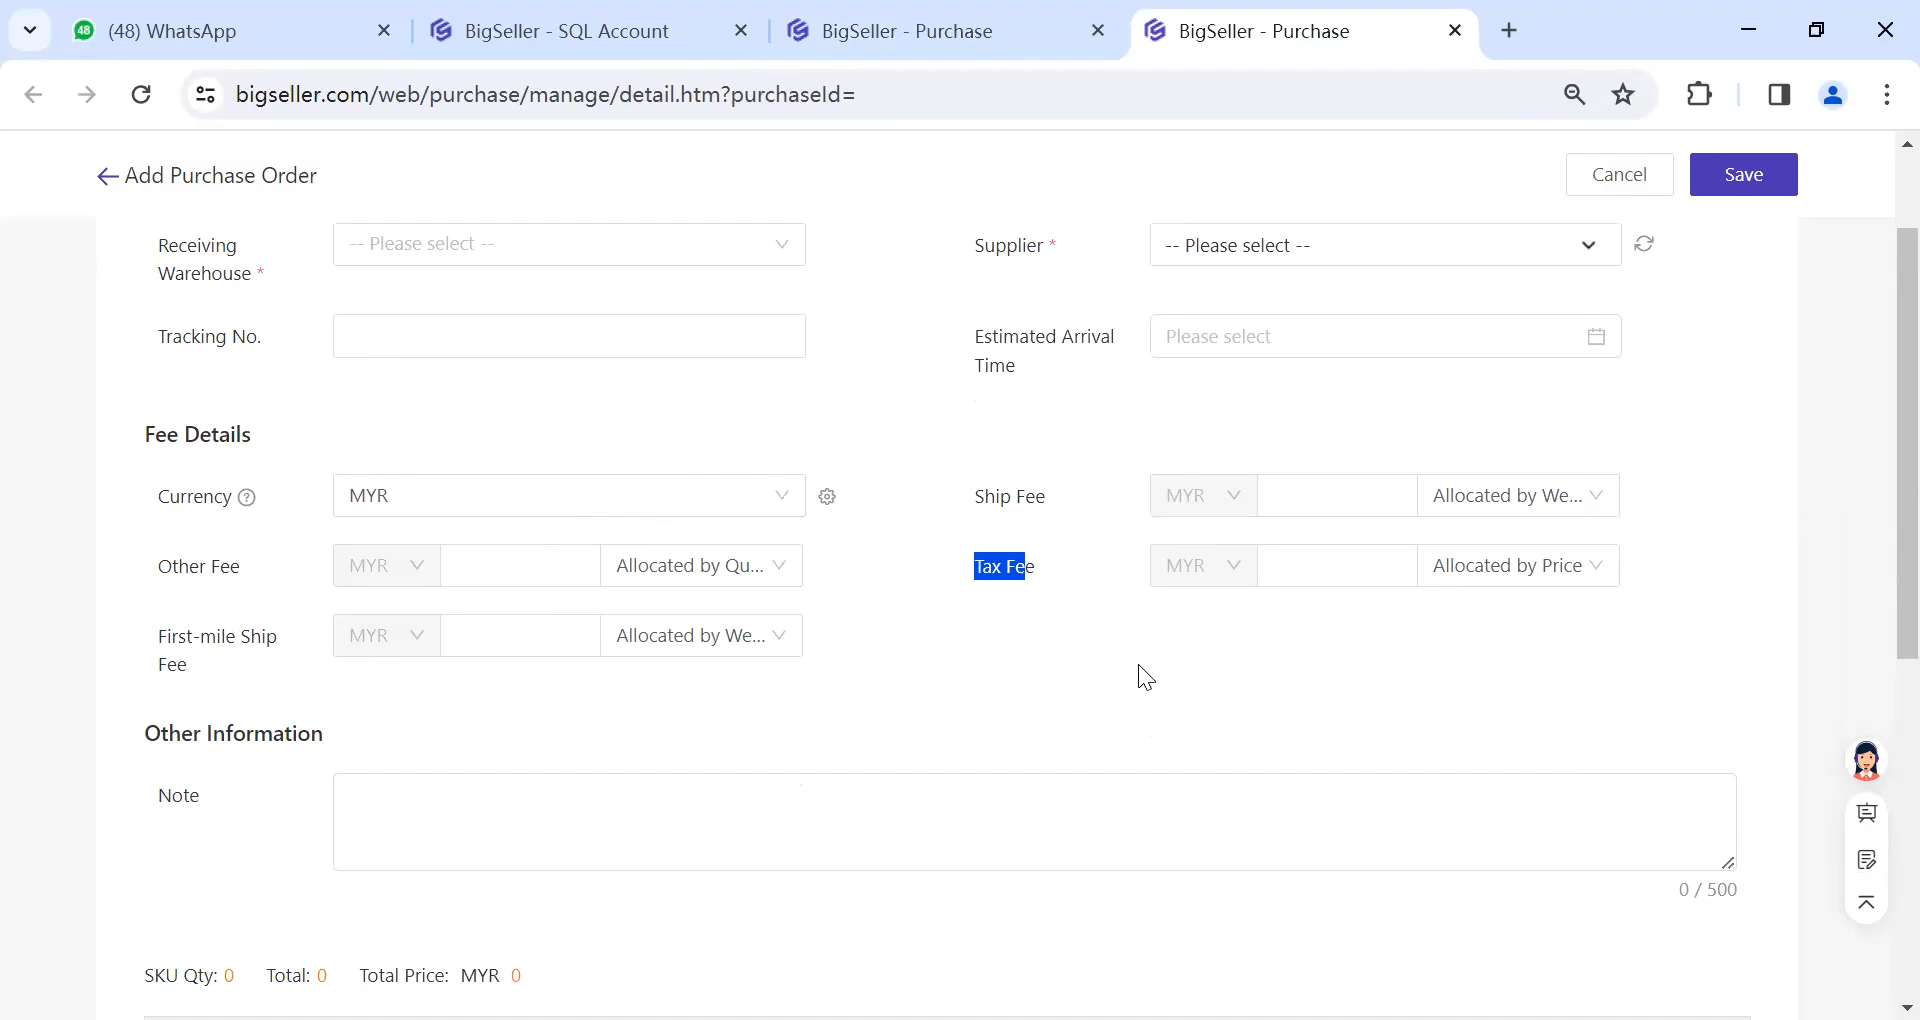 48
(48) WhatsApp
BigSeller - SQL Account
BigSeller - Purchase
BigSeller - Purchase
bigseller.com/web/purchase/manage/detail.htm?purchaseId=
Add Purchase Order
Cancel
Save
Receiving
Warehouse *
-- Please select --
Supplier *
-- Please select --
Tracking No.
Estimated Arrival
Time
Please select
Fee Details
Currency ?
MYR
Ship Fee
MYR
Allocated by We...
Other Fee
MYR
Allocated by Qu...
Tax Fee
MYR
Allocated by Price
First-mile Ship
Fee
MYR
Allocated by We...
Other Information
Note
0 / 500
SKU Qty: 0 Total: 0 Total Price: MYR 0